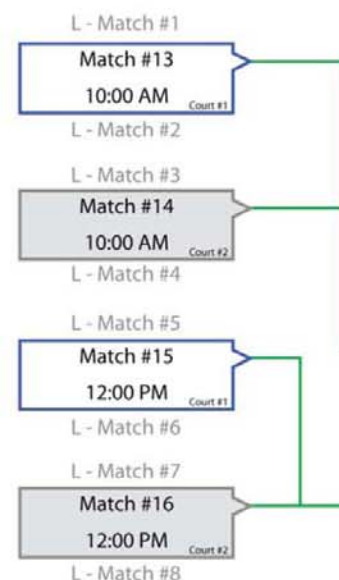 L - Match #1
Match #13
10:00 AM
Court #1
L - Match #2
L - Match #3
Match #14
10:00 AM
Court #2
L - Match #4
L - Match #5
Match #15
12:00 PM
Court #1
L - Match #6
L - Match #7
Match #16
12:00 PM
Court #2
L - Match #8